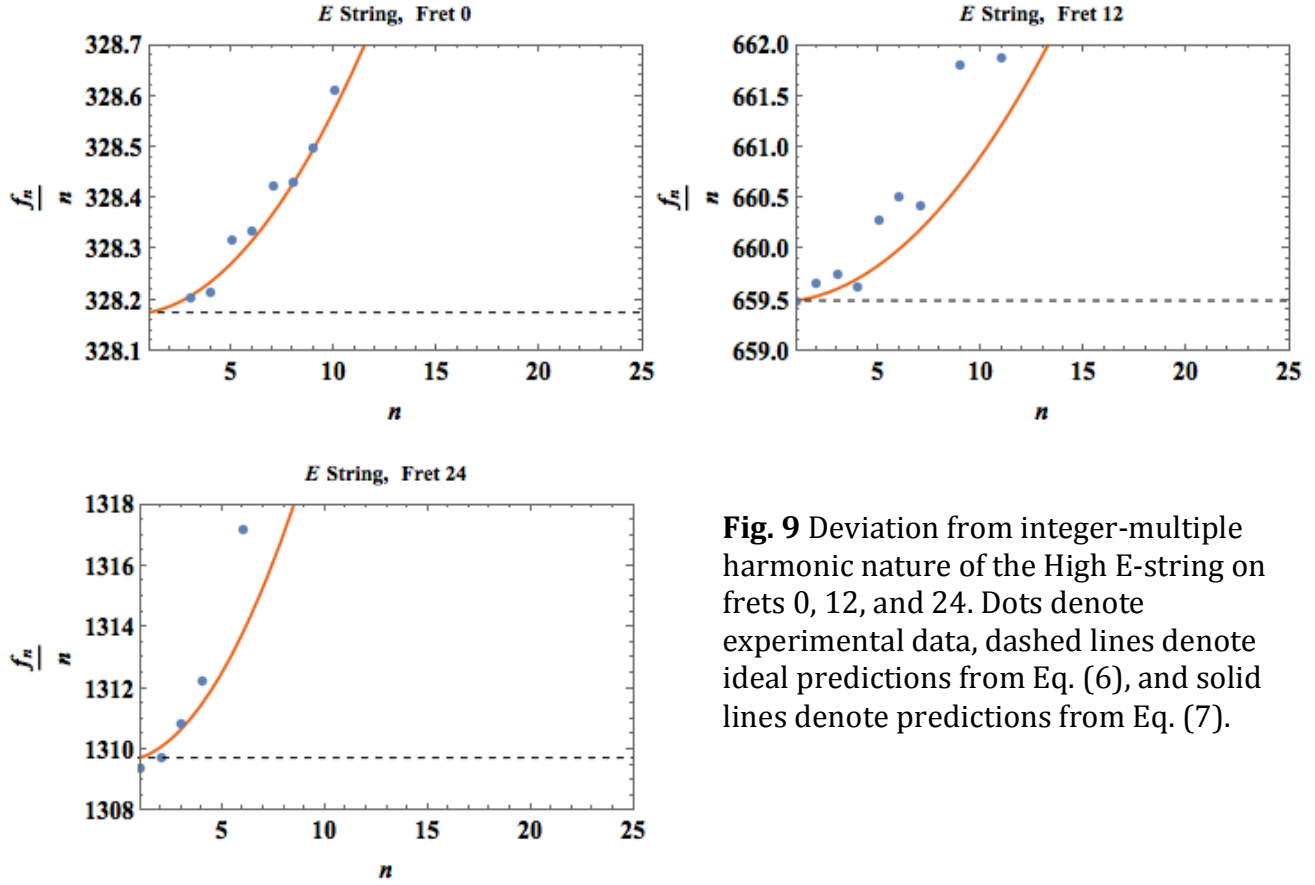 E String, Fret 0
328.7
328.6
328.5
328.4
328.3
328.2
328.1
fn
n
5
10
15
20
25
n
E String, Fret 12
662.0
661.5
661.0
660.5
660.0
659.5
659.0
fn
n
5
10
15
20
25
n
E String, Fret 24
1318
1316
1314
1312
1310
1308
fn
n
5
10
15
20
25
n
Fig. 9 Deviation from integer-multiple
harmonic nature of the High E-string on
frets 0, 12, and 24. Dots denote
experimental data, dashed lines denote
ideal predictions from Eq. (6), and solid
lines denote predictions from Eq. (7).